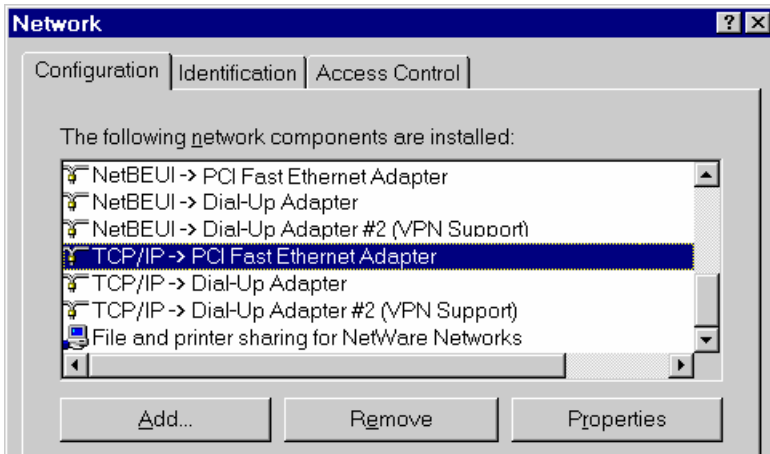 Network
Configuration Identification Access Control
The following network components are installed:
NetBEUI -> PCI Fast Ethernet Adapter
NetBEUI -> Dial-Up Adapter
NetBEUI -> Dial-Up Adapter #2 (VPN Support)
TCP/IP -> PCI Fast Ethernet Adapter
TCP/IP -> Dial-Up Adapter
TCP/IP -> Dial-Up Adapter #2 (VPN Support)
File and printer sharing for NetWare Networks
Add... Remove Properties